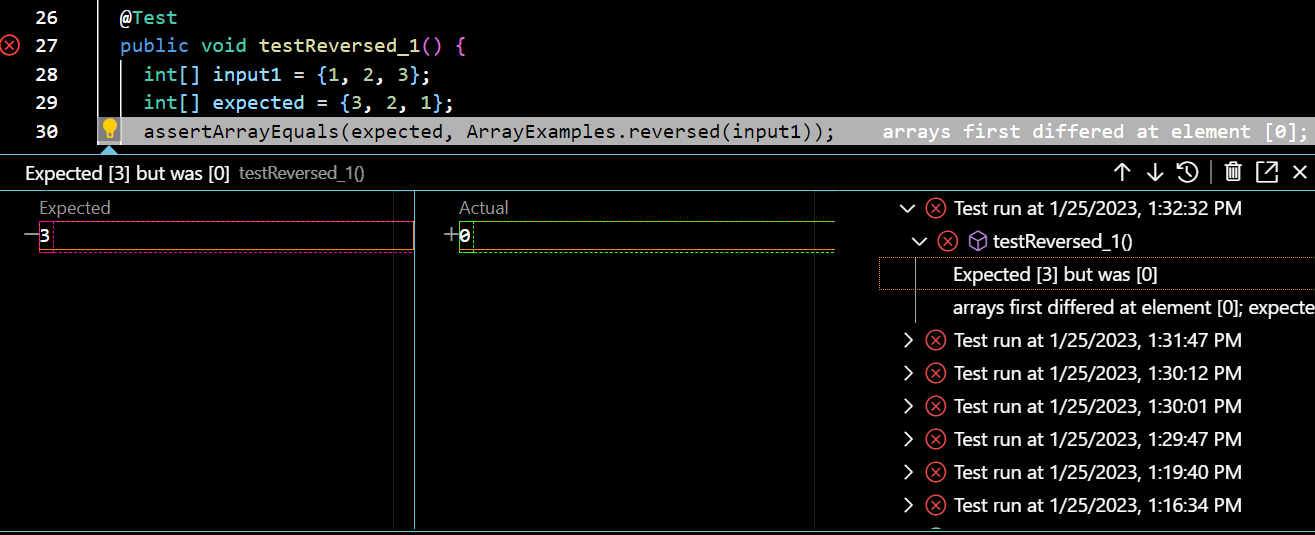 26 @Test
27 public void testReversed_1() {
28 int[] input1 = {1, 2, 3};
29 int[] expected = {3, 2, 1};
30 assertArrayEquals(expected, ArrayExamples.reversed(input1)); arrays first differed at element [0];
Expected [3] but was [0] testReversed_1()
Expected
3
Actual
0
Test run at 1/25/2023, 1:32:32 PM
testReversed_1()
Expected [3] but was [0]
arrays first differed at element [0]; expecte
Test run at 1/25/2023, 1:31:47 PM
Test run at 1/25/2023, 1:30:12 PM
Test run at 1/25/2023, 1:30:01 PM
Test run at 1/25/2023, 1:29:47 PM
Test run at 1/25/2023, 1:19:40 PM
Test run at 1/25/2023, 1:16:34 PM